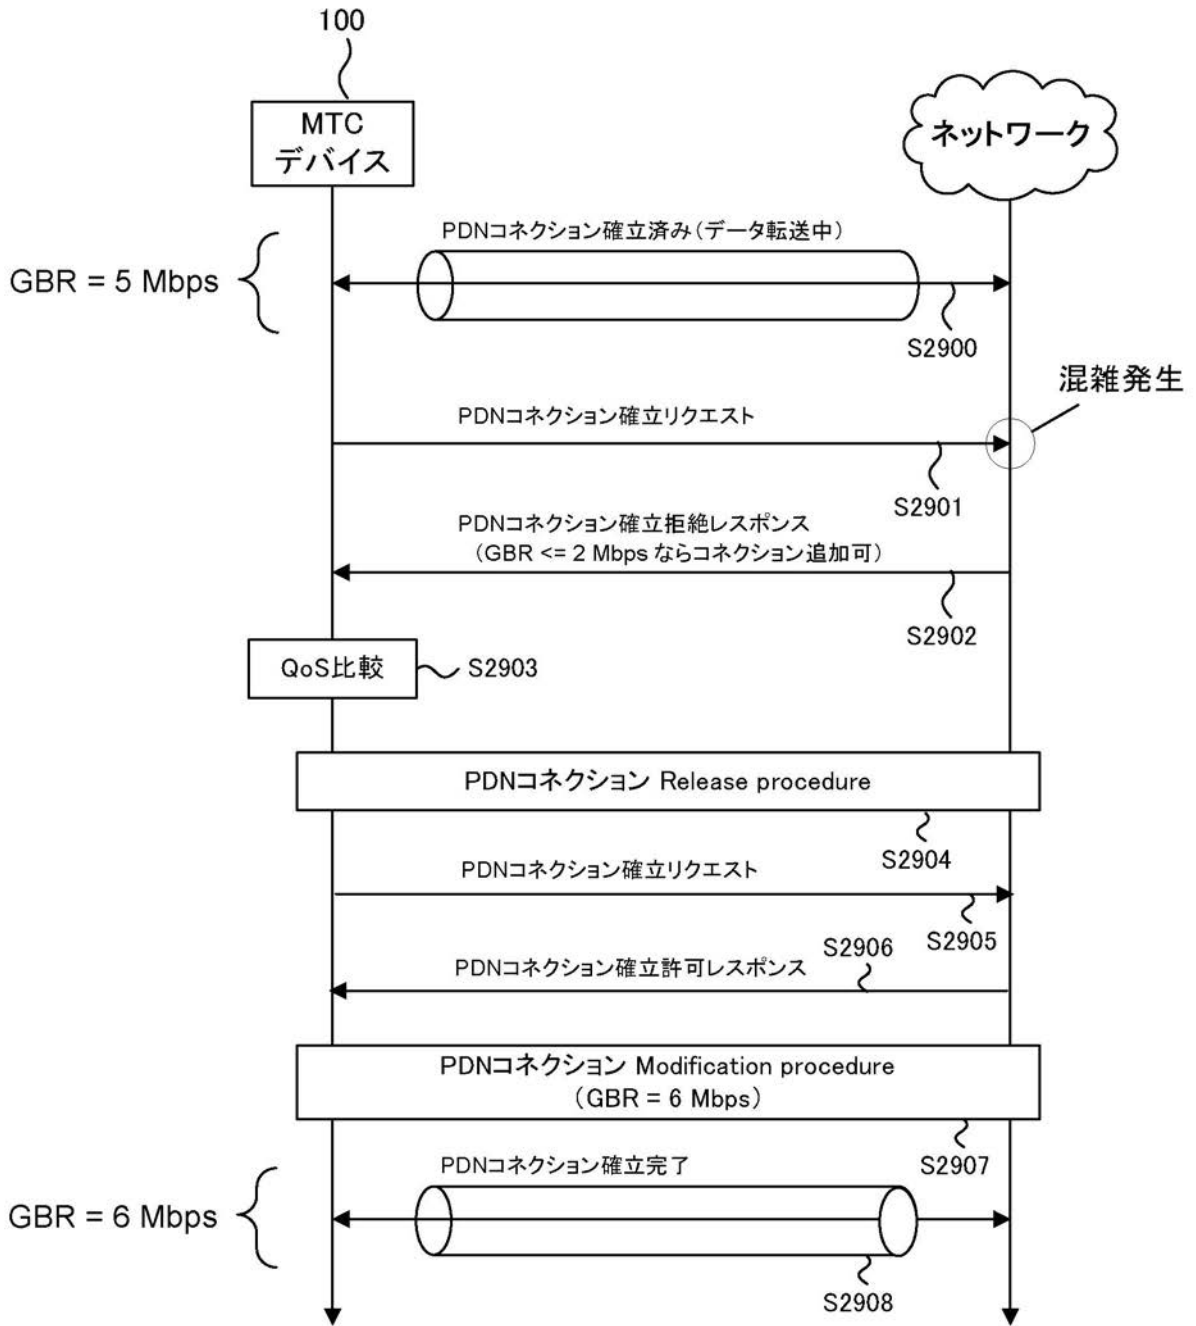 100
MTC
デバイス
ネットワーク
PDNコネクション確立済み(データ転送中)
GBR = 5 Mbps
S2900
混雑発生
PDNコネクション確立リクエスト
S2901
PDNコネクション確立拒絶レスポンス
(GBR <= 2 Mbps ならコネクション追加可)
S2902
QoS比較
S2903
PDNコネクション Release procedure
S2904
PDNコネクション確立リクエスト
S2905
S2906
PDNコネクション確立許可レスポンス
PDNコネクション Modification procedure
(GBR = 6 Mbps)
S2907
PDNコネクション確立完了
GBR = 6 Mbps
S2908